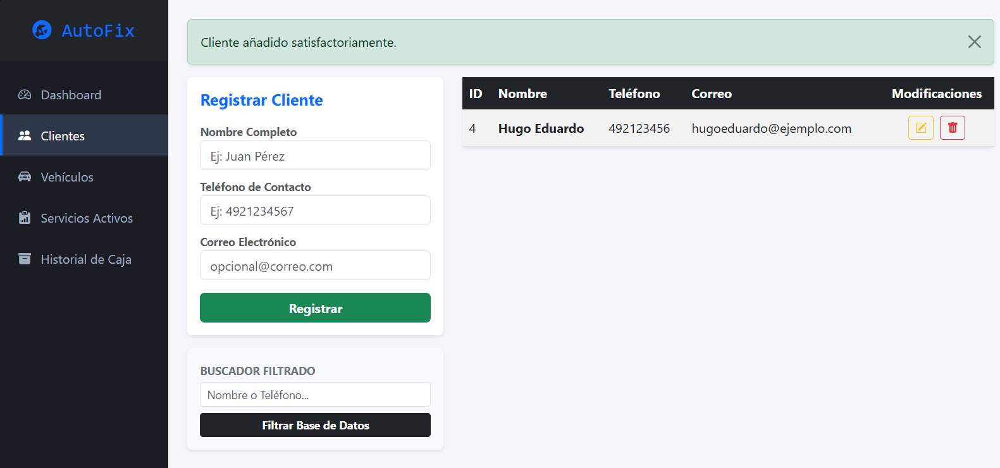 AutoFix
Dashboard
Clientes
Vehículos
Servicios Activos
Historial de Caja
Cliente añadido satisfactoriamente.
Registrar Cliente
Nombre Completo
Ej: Juan Pérez
Teléfono de Contacto
Ej: 4921234567
Correo Electrónico
opcional@correo.com
Registrar
BUSCADOR FILTRADO
Nombre o Teléfono...
Filtrar Base de Datos
ID Nombre Teléfono Correo Modificaciones
4 Hugo Eduardo 492123456 hugoeduardo@ejemplo.com